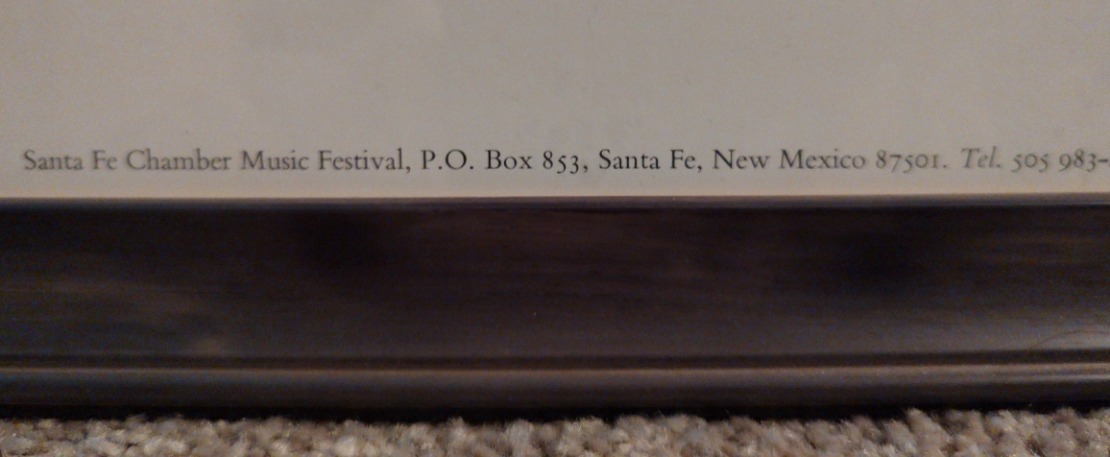 Santa Fe Chamber Music Festival, P.O. Box 853, Santa Fe, New Mexico 87501. Tel. 505 983-